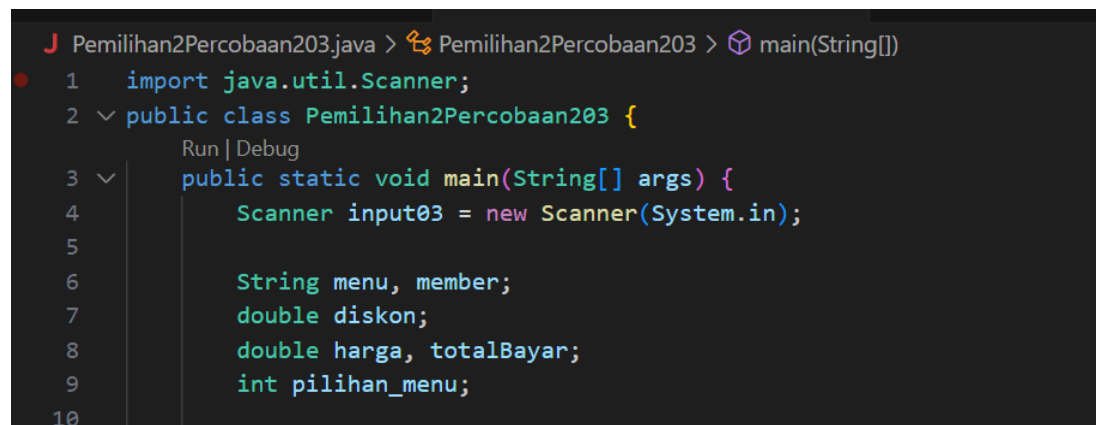 J Pemilihan2Percobaan203.java > Pemilihan2Percobaan203 > main(String[])
1 import java.util.Scanner;
2 public class Pemilihan2Percobaan203 {
Run | Debug
3 public static void main(String[] args) {
4 Scanner input03 = new Scanner(System.in);
5
6 String menu, member;
7 double diskon;
8 double harga, totalBayar;
9 int pilihan_menu;
10